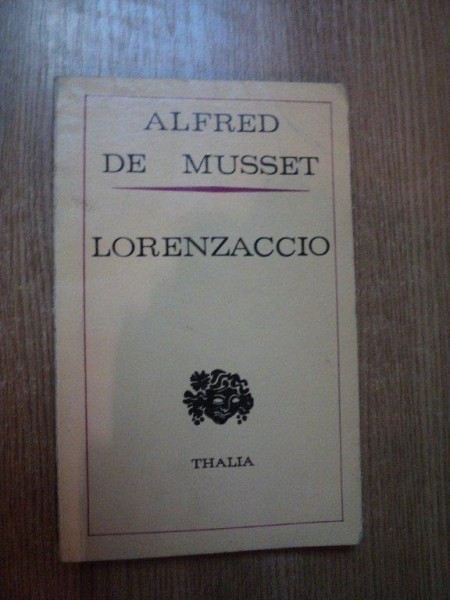 ALFRED
DE MUSSET
LORENZACCIO
THALIA